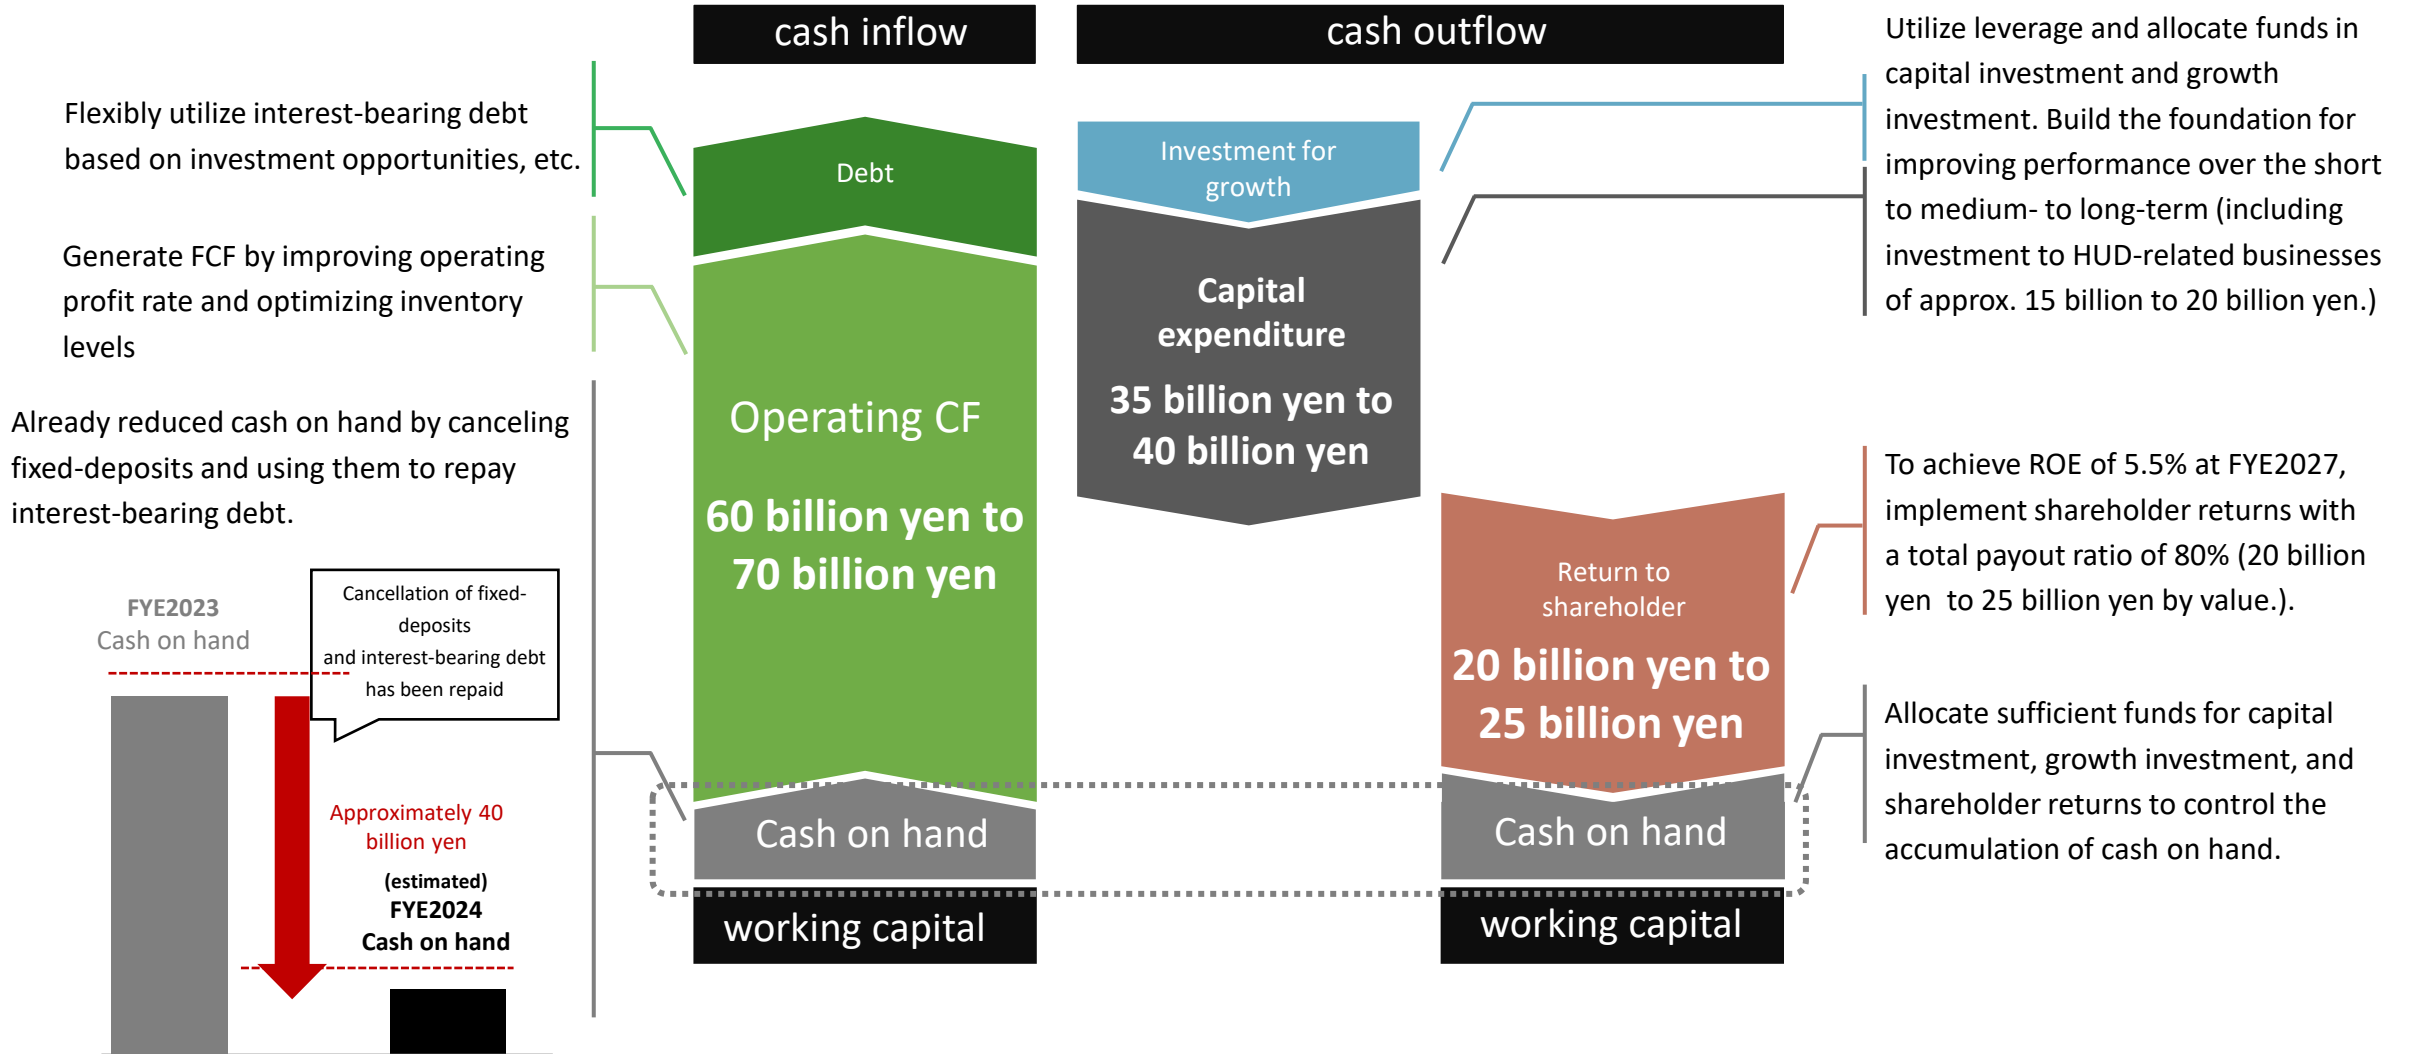 cash inflow
cash outflow
Flexibly utilize interest-bearing debt
based on investment opportunities, etc.
Generate FCF by improving operating
profit rate and optimizing inventory
levels
Already reduced cash on hand by canceling
fixed-deposits and using them to repay
interest-bearing debt.
FYE2023
Cash on hand
Cancellation of fixed-
deposits
and interest-bearing debt
has been repaid
Approximately 40
billion yen
(estimated)
FYE2024
Cash on hand
Debt
Operating CF
60 billion yen to
70 billion yen
Cash on hand
working capital
Investment for
growth
Capital
expenditure
35 billion yen to
40 billion yen
Return to
shareholder
20 billion yen to
25 billion yen
Cash on hand
working capital
Utilize leverage and allocate funds in
capital investment and growth
investment. Build the foundation for
improving performance over the short
to medium- to long-term (including
investment to HUD-related businesses
of approx. 15 billion to 20 billion yen.)
To achieve ROE of 5.5% at FYE2027,
implement shareholder returns with
a total payout ratio of 80% (20 billion
yen  to 25 billion yen by value.).
Allocate sufficient funds for capital
investment, growth investment, and
shareholder returns to control the
accumulation of cash on hand.